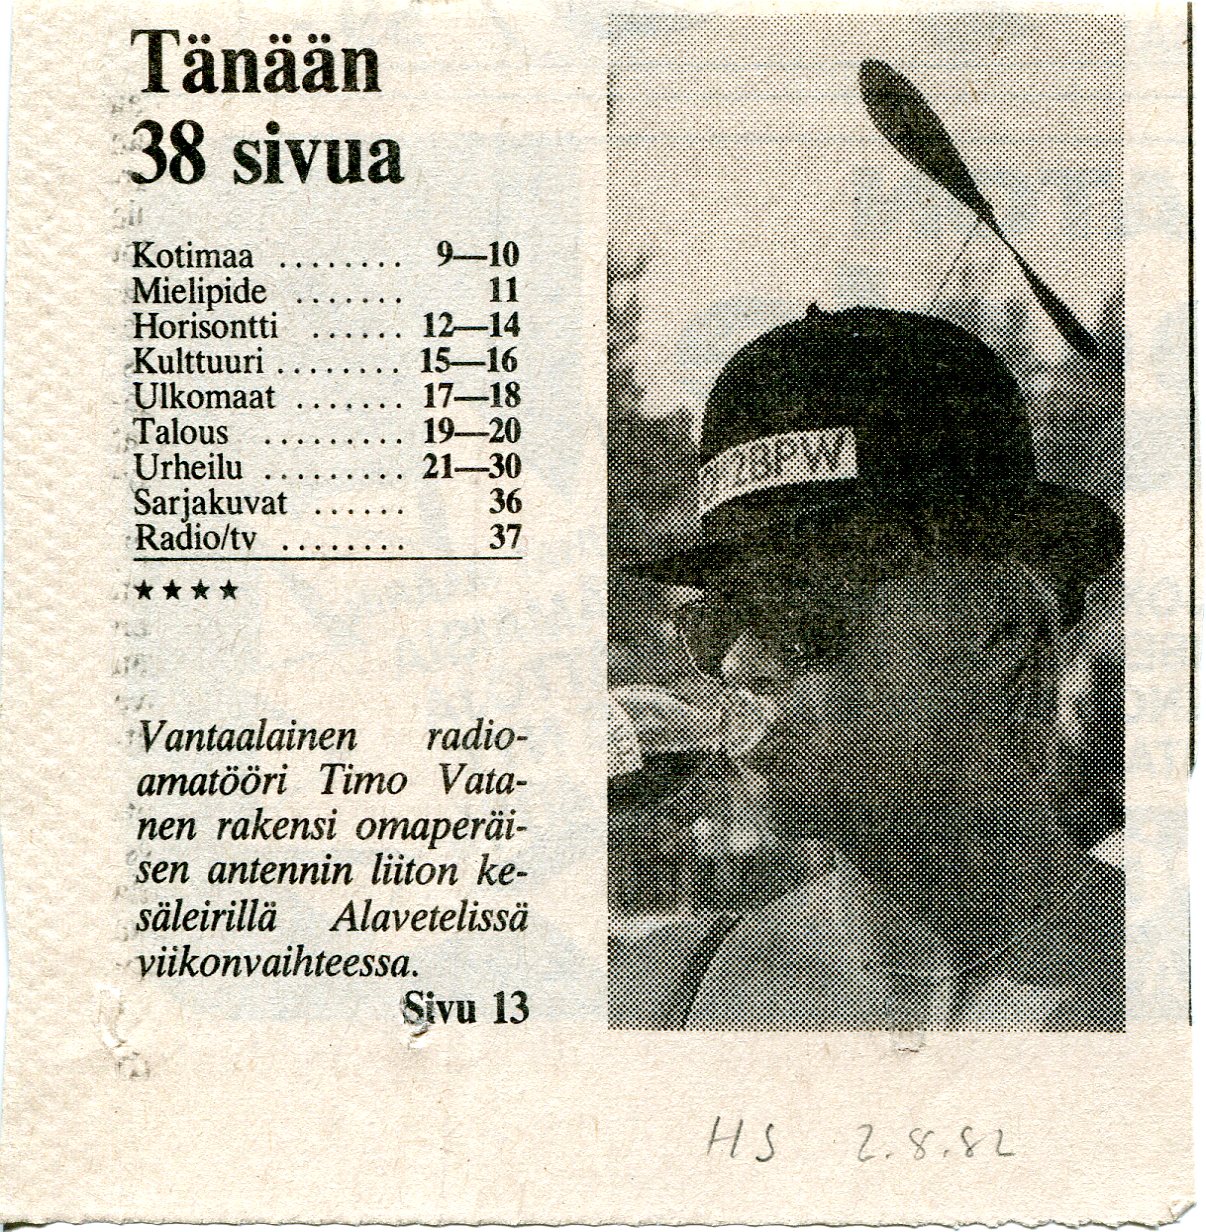 Tänään
38 sivua
Kotimaa ........ 9—10
Mielipide ....... 11
Horisontti ...... 12—14
Kulttuuri ........ 15—16
Ulkomaat ....... 17—18
Talous ......... 19—20
Urheilu ......... 21—30
Sarjakuvat ...... 36
Radio/tv ........ 37
★★★★
Vantaalainen radio-
amatööri Timo Vata-
nen rakensi omaperäi-
sen antennin liiton ke-
säleirillä Alavetelissä
viikonvaihteessa.
Sivu 13
HS 2.8.82